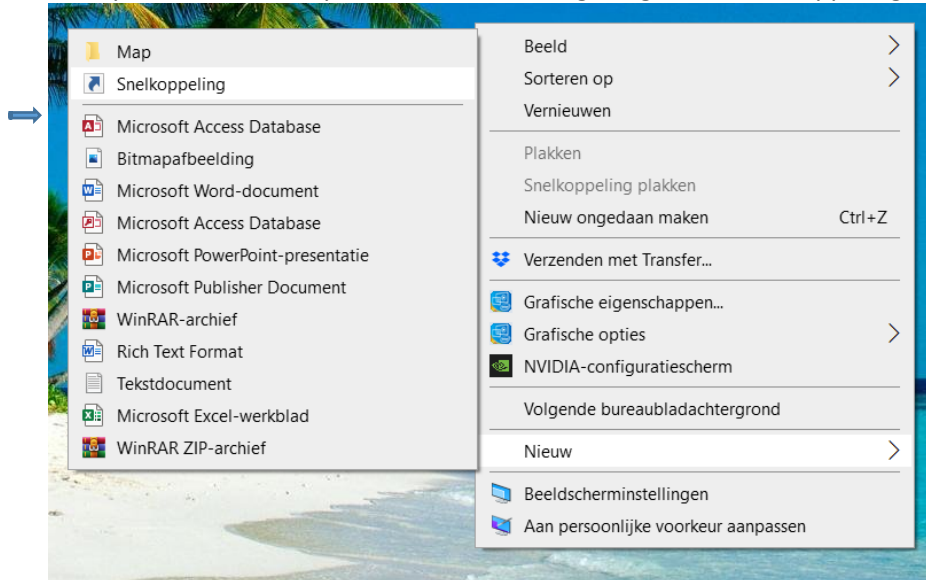 Map
Snelkoppeling
Microsoft Access Database
Bitmapafbeelding
Microsoft Word-document
Microsoft Access Database
Microsoft PowerPoint-presentatie
Microsoft Publisher Document
WinRAR-archief
Rich Text Format
Tekstdocument
Microsoft Excel-werkblad
WinRAR ZIP-archief
Beeld
Sorteren op
Vernieuwen
Plakken
Snelkoppeling plakken
Nieuw ongedaan maken Ctrl+Z
Verzenden met Transfer...
Grafische eigenschappen...
Grafische opties
NVIDIA-configuratiescherm
Volgende bureaubladachtergrond
Nieuw
Beeldscherminstellingen
Aan persoonlijke voorkeur aanpassen